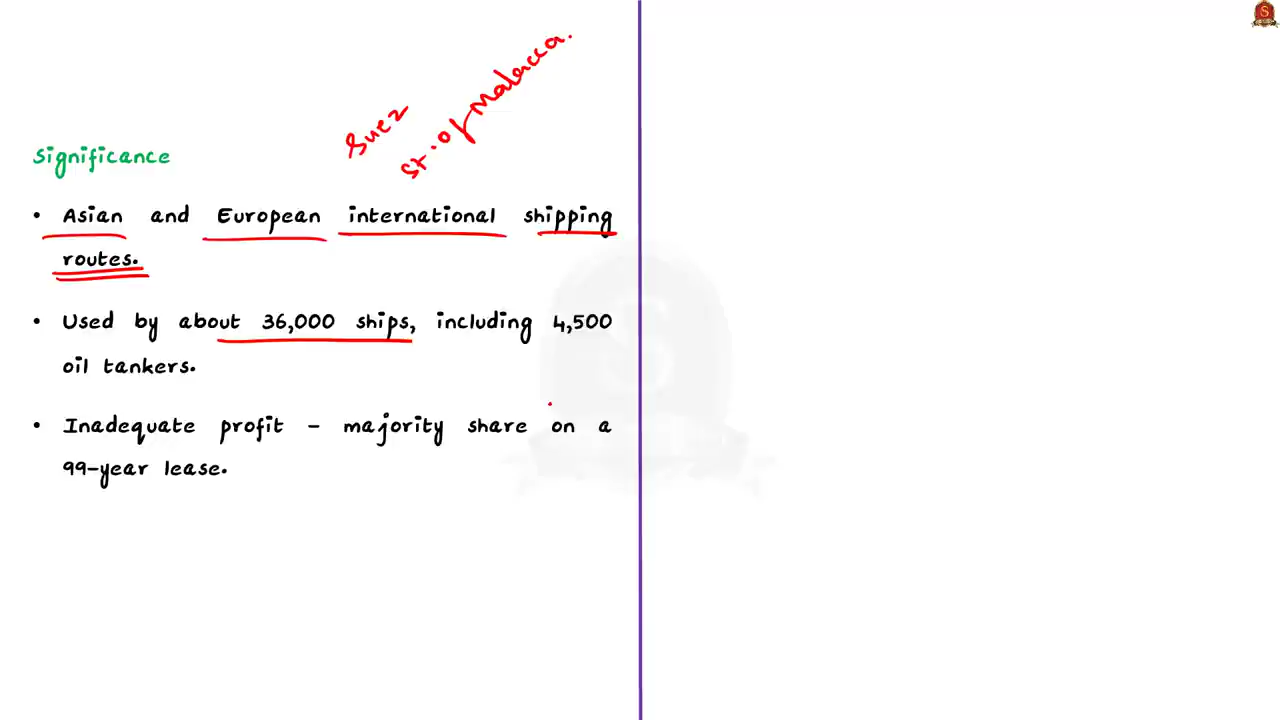 Suez
St. of Malacca.
Significance
• Asian and European international shipping
routes.
• Used by about 36,000 ships, including 4,500
oil tankers.
• Inadequate profit – majority share on a
99-year lease.